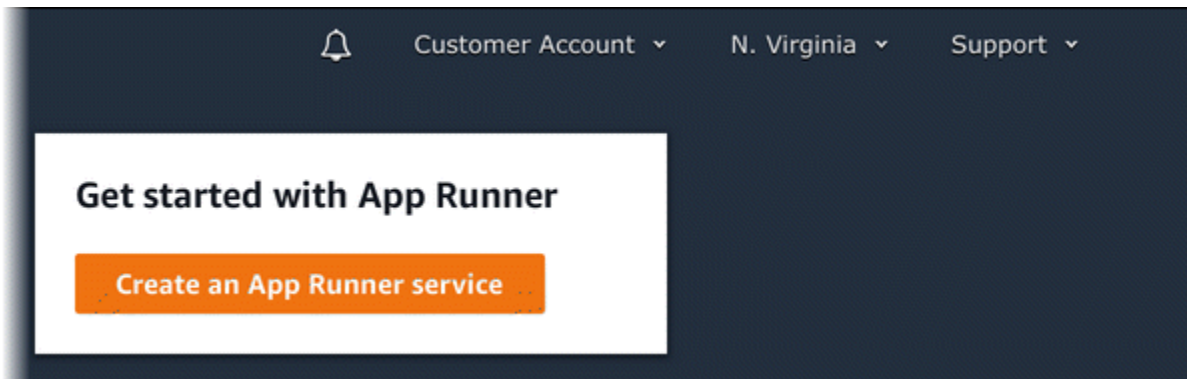 Customer Account N. Virginia Support
Get started with App Runner
Create an App Runner service